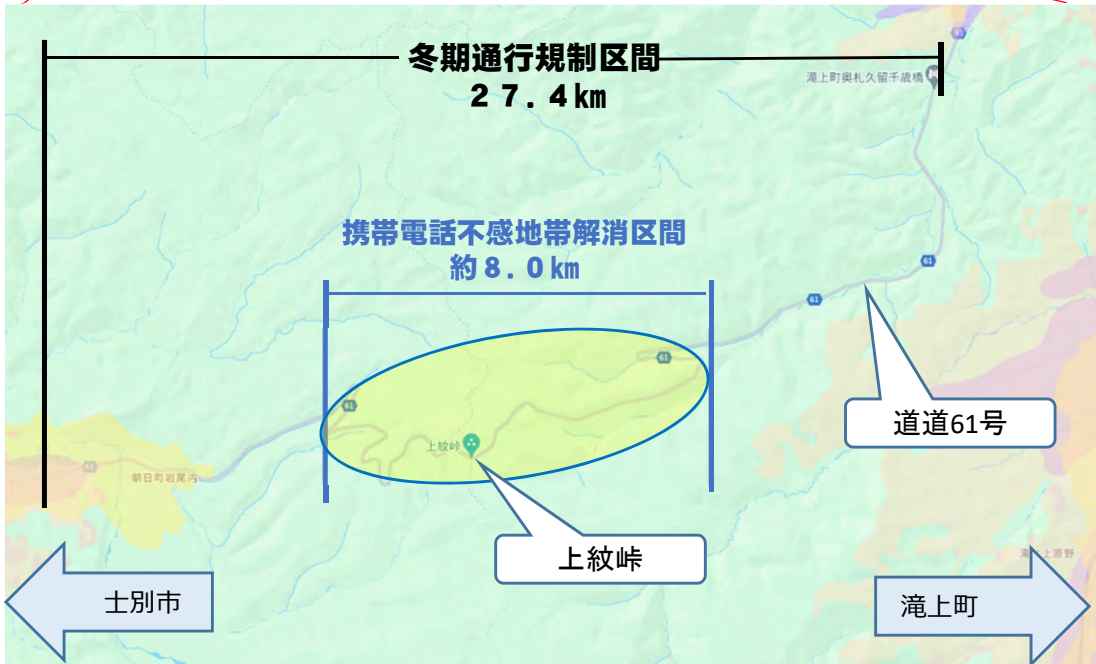 冬期通行規制区間
２７．４㎞
61
滝上町奥札久留千歳橋
携帯電話不感地帯解消区間
約８．０㎞
61
61
61
道道61号
61
上紋峠
61
朝日町岩尾内
上紋峠
士別市
滝上町